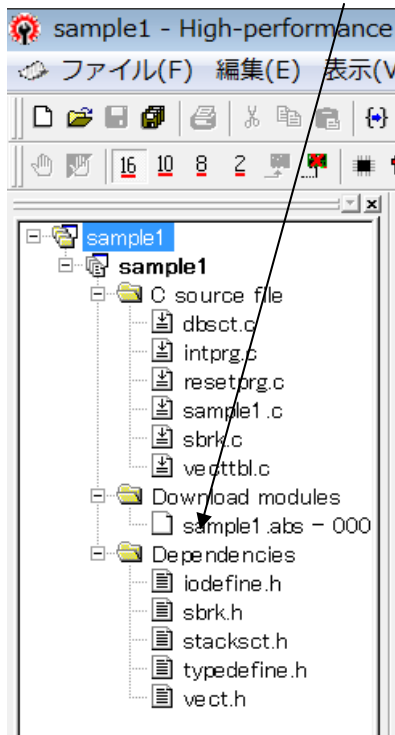 sample1 - High-performance
ファイル(F) 編集(E) 表示(V
16 10 8 2
sample1
sample1
C source file
dbsct.c
intprg.c
resetprg.c
sample1.c
sbrk.c
vecttbl.c
Download modules
sample1.abs - 000
Dependencies
iodefine.h
sbrk.h
stacksct.h
typedefine.h
vect.h